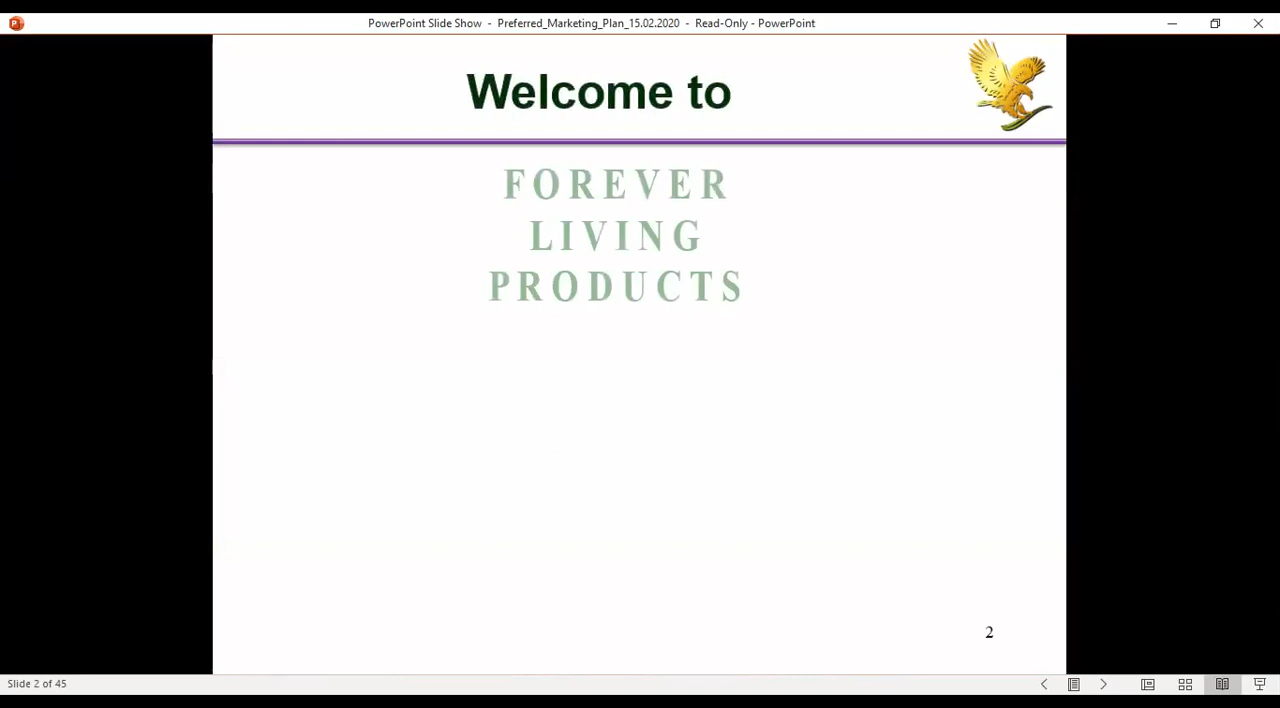 PowerPoint Slide Show - Preferred_Marketing_Plan_15.02.2020 - Read-Only - PowerPoint
Welcome to
FOREVER
LIVING
PRODUCTS
2
Slide 2 of 45